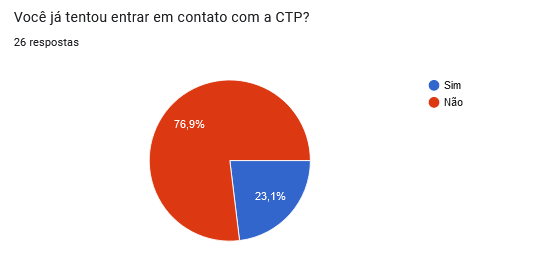 Você já tentou entrar em contato com a CTP?
26 respostas
Sim
Não
76,9%
23,1%